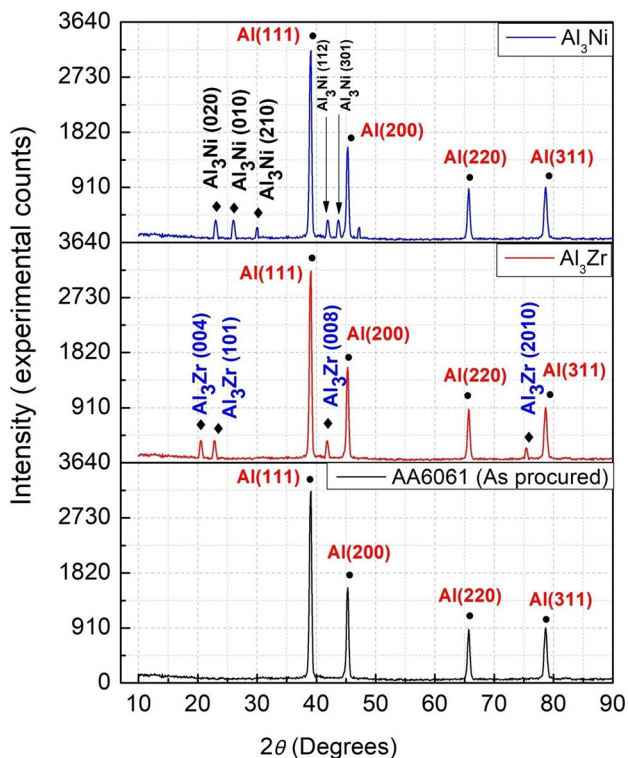 Intensity (experimental counts)
3640
2730
1820
910
3640
2730
1820
910
3640
2730
1820
910
0
Al₃Ni
Al(111)
Al₃Ni (020)
Al₃Ni (010)
Al₃Ni (210)
Al₃Ni (112)
Al₃Ni (301)
Al(200)
Al(220)
Al(311)
Al₃Zr
Al(111)
Al₃Zr (004)
Al₃Zr (101)
Al₃Zr (008)
Al(200)
Al(220)
Al₃Zr (2010)
Al(311)
AA6061 (As procured)
Al(111)
Al(200)
Al(220)
Al(311)
10 20 30 40 50 60 70 80 90
2θ (Degrees)